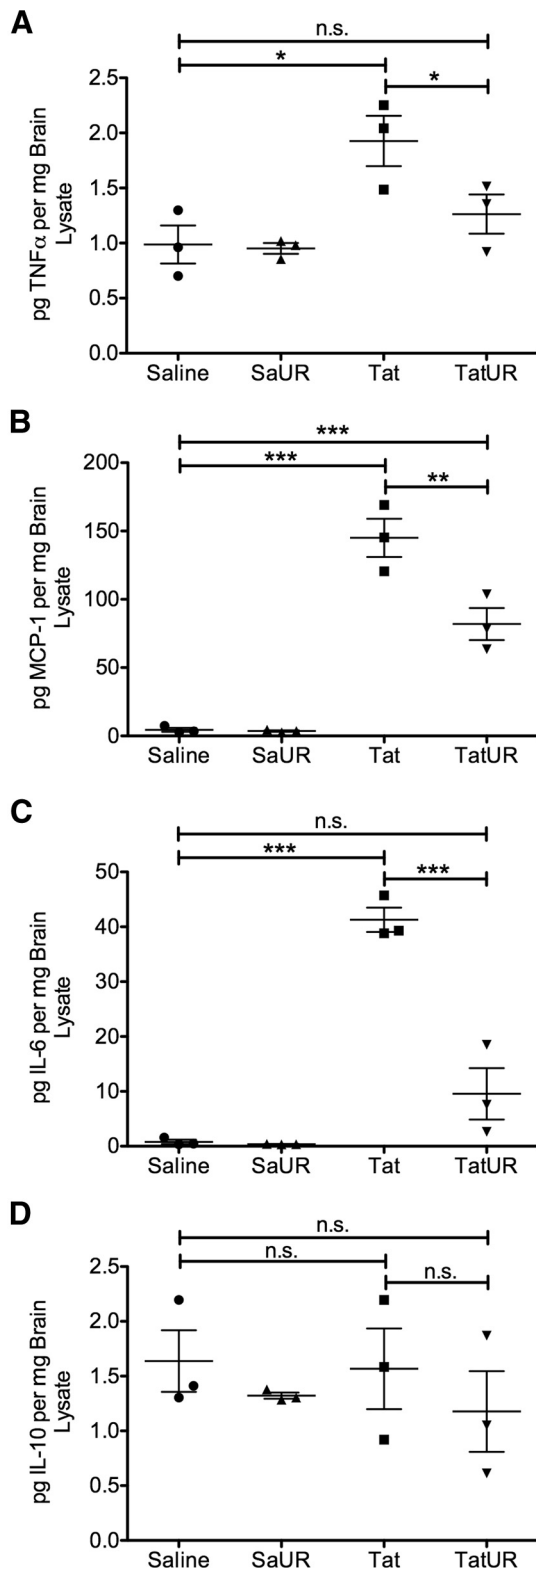 A
n.s.
*
*
2.5
2.0
1.5
1.0
0.5
0.0
pg TNFα per mg Brain
Lysate
Saline SaUR Tat TatUR
B
***
***
**
200
150
100
50
0
pg MCP-1 per mg Brain
Lysate
Saline SaUR Tat TatUR
C
n.s.
***
***
50
40
30
20
10
0
pg IL-6 per mg Brain
Lysate
Saline SaUR Tat TatUR
D
n.s.
n.s.
n.s.
2.5
2.0
1.5
1.0
0.5
0.0
pg IL-10 per mg Brain
Lysate
Saline SaUR Tat TatUR